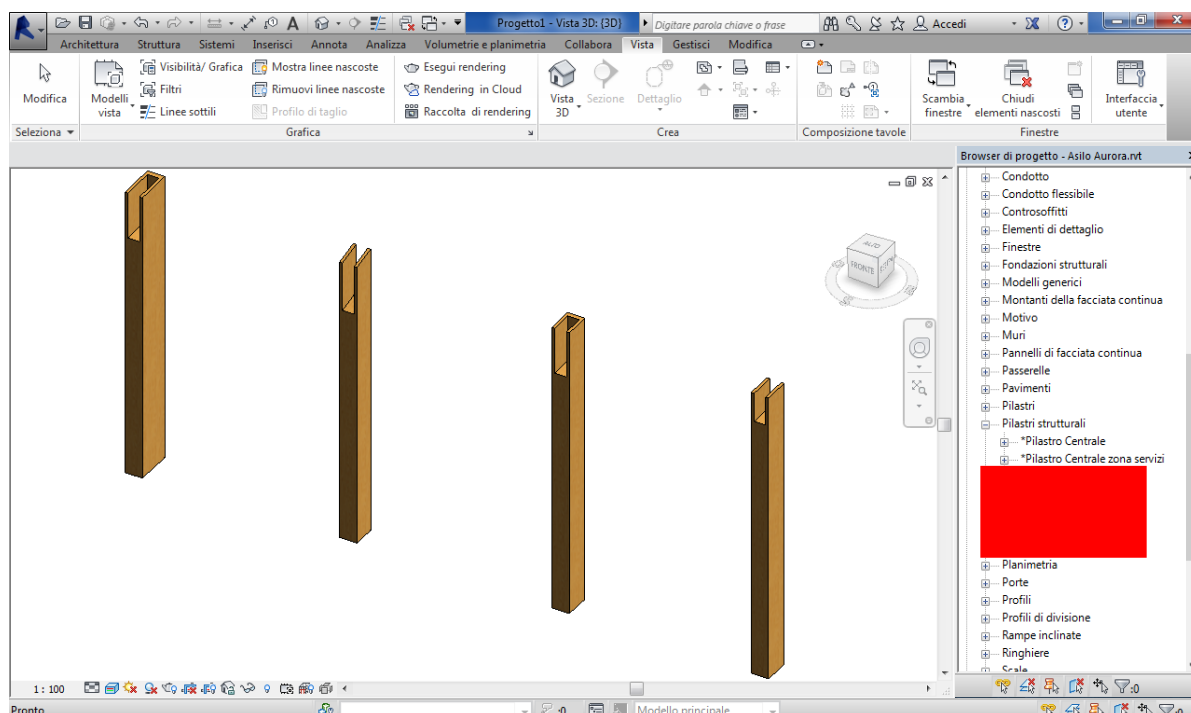 Progetto1 - Vista 3D: {3D}
Digitare parola chiave o frase
Accedi
Architettura Struttura Sistemi Inserisci Annota Analizza Volumetrie e planimetria Collabora Vista Gestisci Modifica
Modifica
Modelli vista
Visibilità/ Grafica
Filtri
Linee sottili
Mostra linee nascoste
Rimuovi linee nascoste
Profilo di taglio
Esegui rendering
Rendering in Cloud
Raccolta di rendering
Vista 3D
Sezione
Dettaglio
Scambia finestre
Chiudi elementi nascosti
Interfaccia utente
Seleziona
Grafica
Crea
Composizione tavole
Finestre
Browser di progetto - Asilo Aurora.rvt
Condotto
Condotto flessibile
Controsoffitti
Elementi di dettaglio
Finestre
Fondazioni strutturali
Modelli generici
Montanti della facciata continua
Motivo
Muri
Pannelli di facciata continua
Passerelle
Pavimenti
Pilastri
Pilastri strutturali
*Pilastro Centrale
*Pilastro Centrale zona servizi
Planimetria
Porte
Profili
Profili di divisione
Rampe inclinate
Ringhiere
Scale
ALTO
FRONTE
1 : 100
:0
Pronto
:0
Modello principale
:0